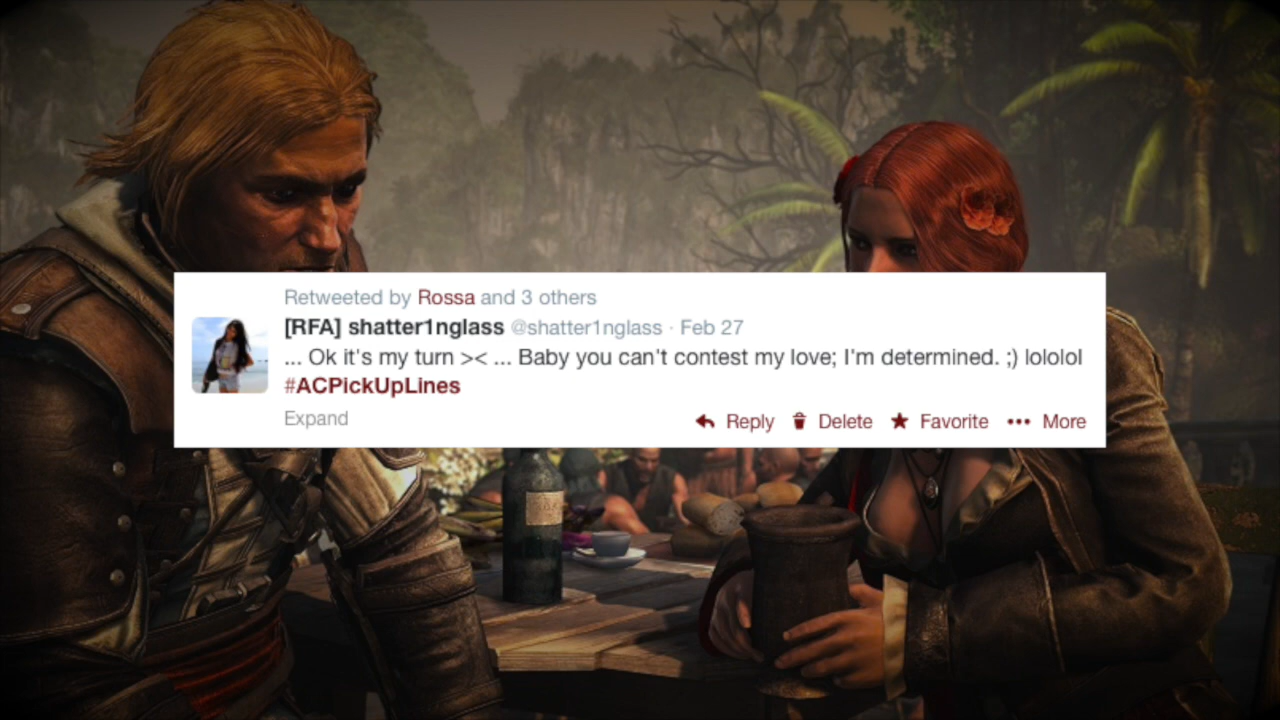 Retweeted by Rossa and 3 others
[RFA] shatter1nglass @shatter1nglass · Feb 27
... Ok it's my turn >< ... Baby you can't contest my love; I'm determined. ;) lololol
#ACPickUpLines
Expand Reply Delete Favorite More